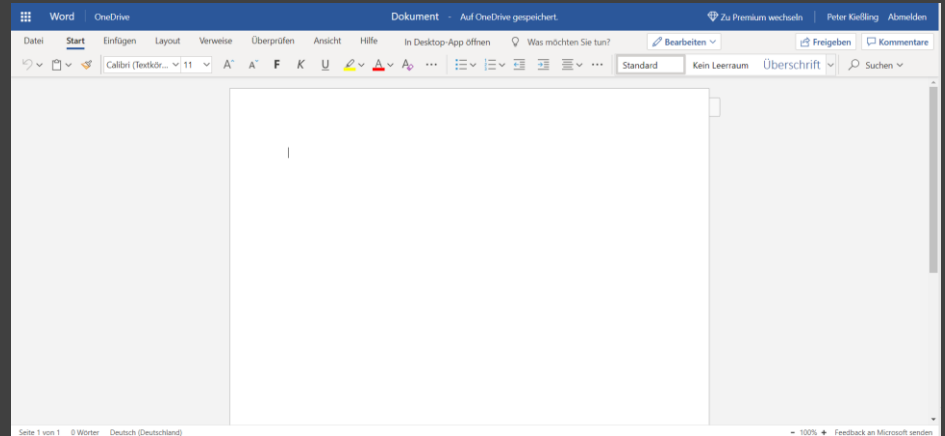 Word OneDrive Dokument - Auf OneDrive gespeichert. Zu Premium wechseln Peter Kießling Abmelden
Datei Start Einfügen Layout Verweise Überprüfen Ansicht Hilfe In Desktop-App öffnen Was möchten Sie tun? Bearbeiten Freigeben Kommentare
Calibri (Textkör... 11 A A F K U A A ... ... Standard Kein Leerraum Überschrift Suchen
Seite 1 von 1 0 Wörter Deutsch (Deutschland) - 100% + Feedback an Microsoft senden